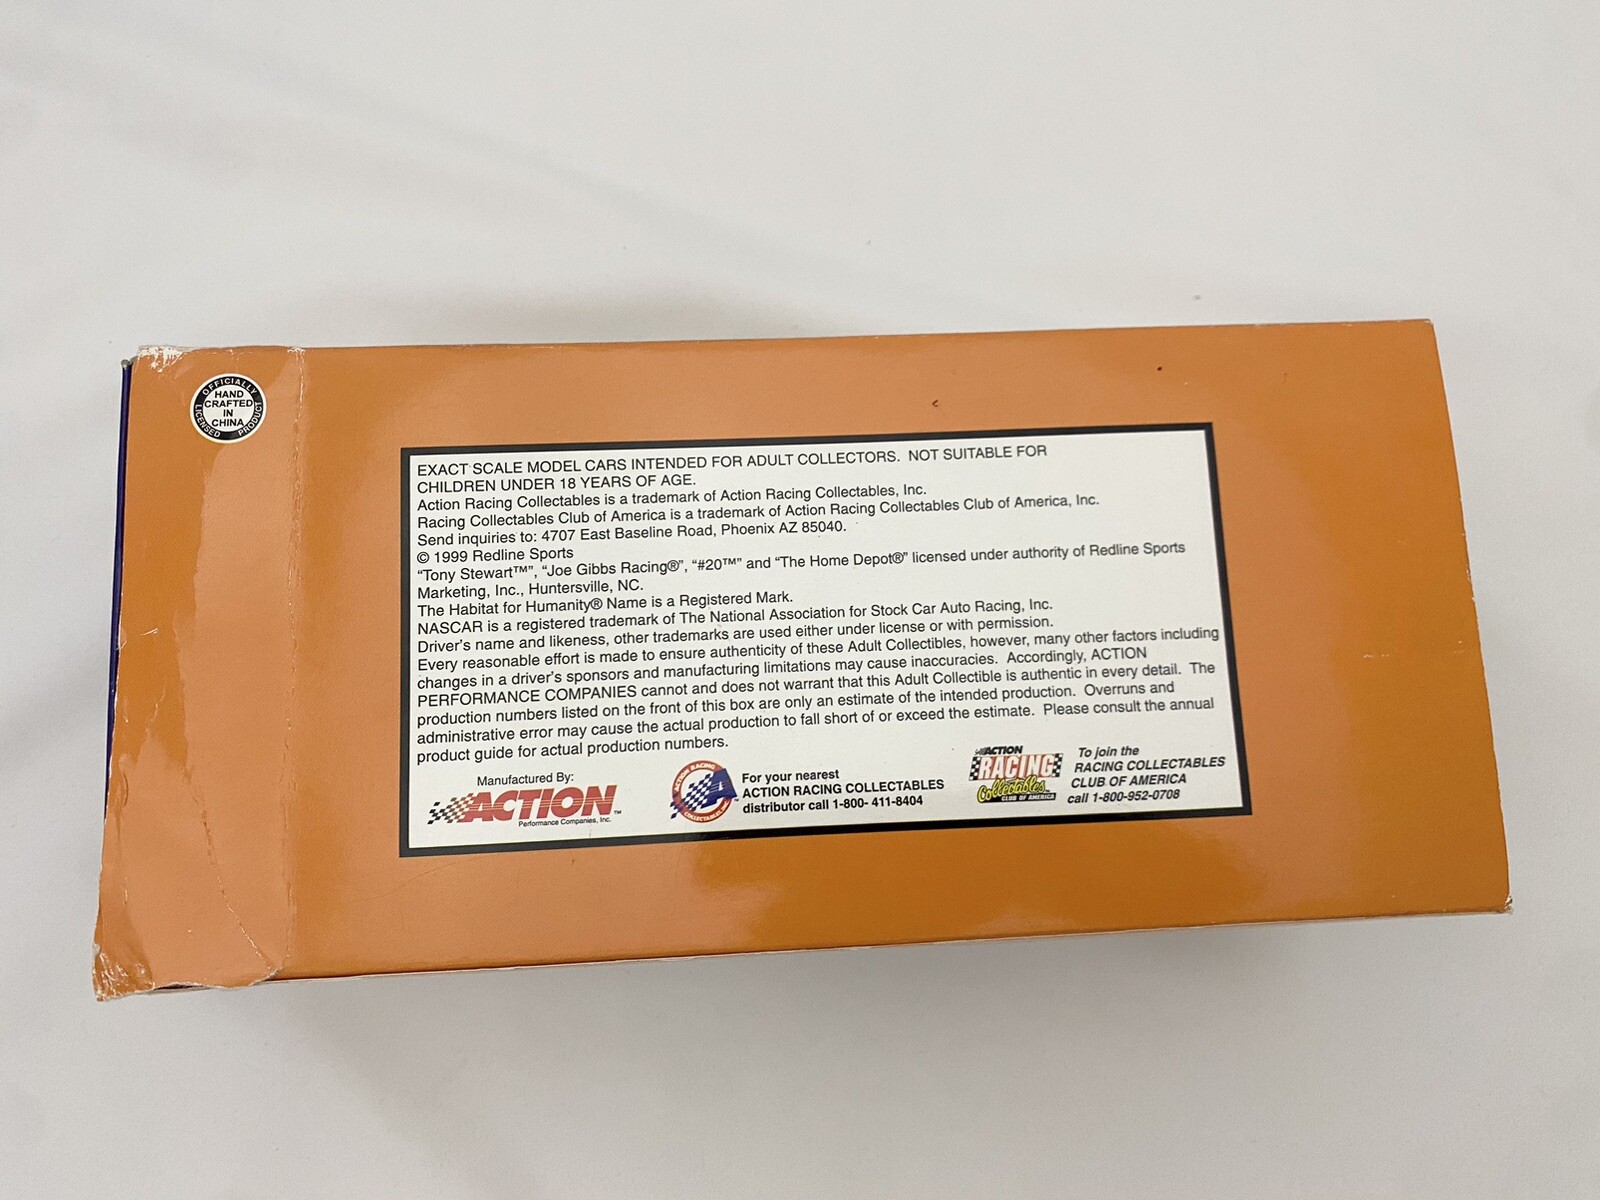 OFFICIALLY
HAND
CRAFTED
IN
CHINA
LICENSED PRODUCT
EXACT SCALE MODEL CARS INTENDED FOR ADULT COLLECTORS. NOT SUITABLE FOR
CHILDREN UNDER 18 YEARS OF AGE.
Action Racing Collectables is a trademark of Action Racing Collectables, Inc.
Racing Collectables Club of America is a trademark of Action Racing Collectables Club of America, Inc.
Send inquiries to: 4707 East Baseline Road, Phoenix AZ 85040.
© 1999 Redline Sports
“Tony Stewart™”, “Joe Gibbs Racing®”, “#20™” and “The Home Depot®” licensed under authority of Redline Sports
Marketing, Inc., Huntersville, NC.
The Habitat for Humanity® Name is a Registered Mark.
NASCAR is a registered trademark of The National Association for Stock Car Auto Racing, Inc.
Driver's name and likeness, other trademarks are used either under license or with permission.
Every reasonable effort is made to ensure authenticity of these Adult Collectibles, however, many other factors including
changes in a driver's sponsors and manufacturing limitations may cause inaccuracies. Accordingly, ACTION
PERFORMANCE COMPANIES cannot and does not warrant that this Adult Collectible is authentic in every detail. The
production numbers listed on the front of this box are only an estimate of the intended production. Overruns and
administrative error may cause the actual production to fall short of or exceed the estimate. Please consult the annual
product guide for actual production numbers.
Manufactured By:
ACTION™
Performance Companies, Inc.
ACTION RACING
A
COLLECTABLES, INC.
For your nearest
ACTION RACING COLLECTABLES
distributor call 1-800- 411-8404
ACTION
RACING
Collectables
CLUB OF AMERICA
To join the
RACING COLLECTABLES
CLUB OF AMERICA
call 1-800-952-0708